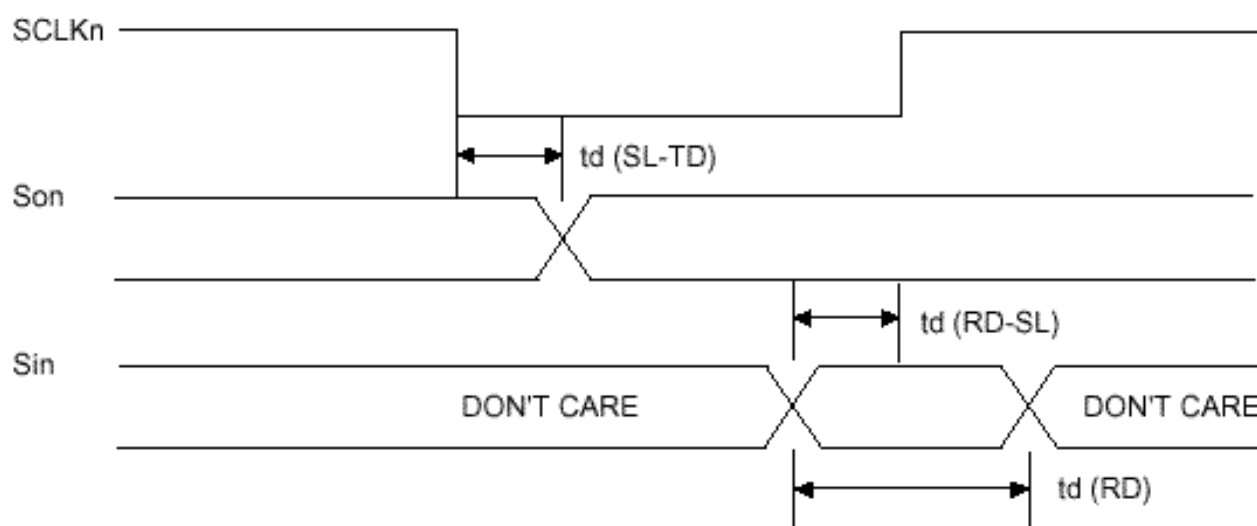 SCLKn
td (SL-TD)
Son
td (RD-SL)
Sin
DON'T CARE
DON'T CARE
td (RD)